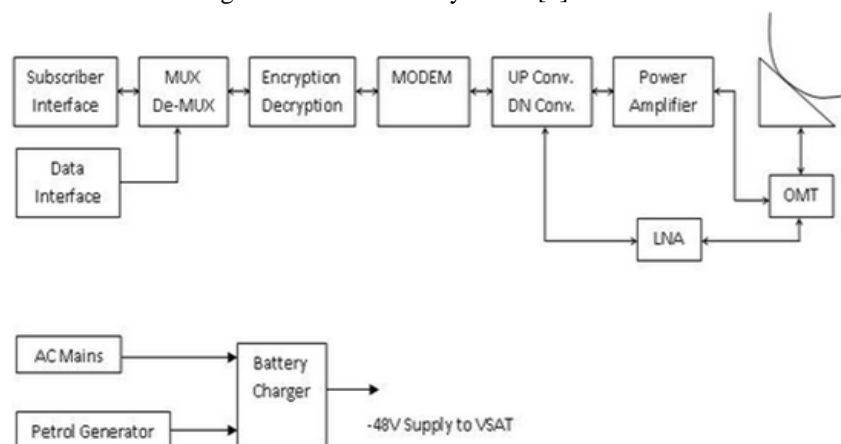 Subscriber
Interface
MUX
De-MUX
Encryption
Decryption
MODEM
UP Conv.
DN Conv.
Power
Amplifier
Data
Interface
OMT
LNA
AC Mains
Battery
Charger
-48V Supply to VSAT
Petrol Generator